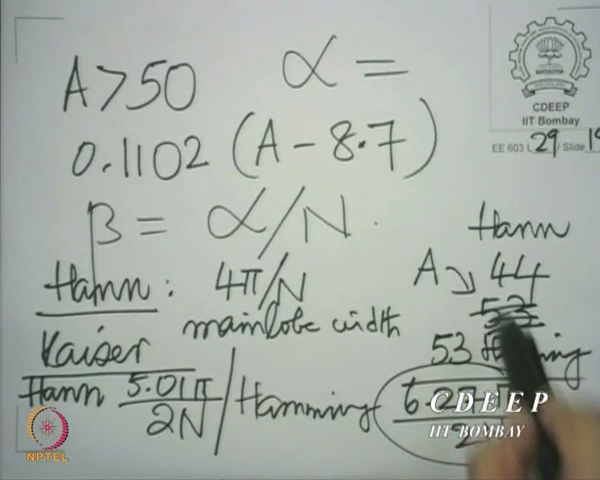 A>50 α =
0.1102 (A - 8.7)
β = α/N.
Hann : 4π/N
mainlobe width
Hann
A 44
53
Kaiser
Hann 5.01π/2N / Hamming
CDEEP
IIT Bombay
EE 603 L 29 / Slide 19
CDEEP
IIT BOMBAY
NPTEL